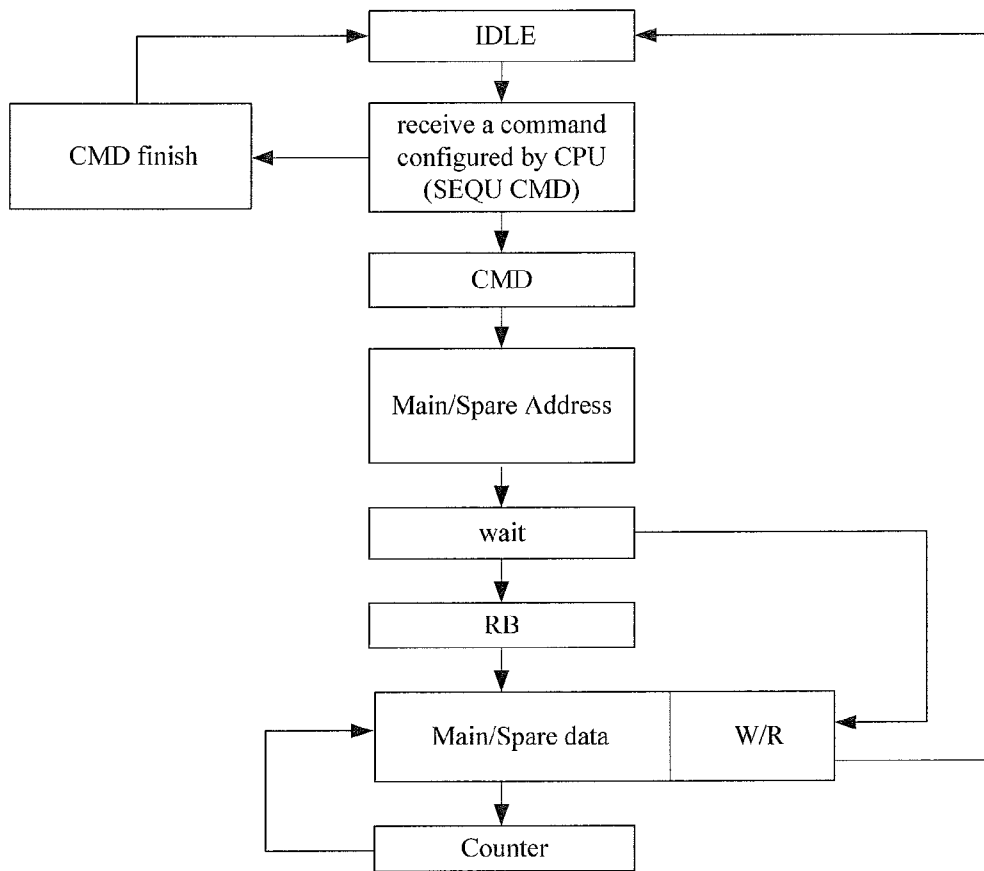 IDLE
receive a command
configured by CPU
(SEQU CMD)
CMD finish
CMD
Main/Spare Address
wait
RB
Main/Spare data
W/R
Counter